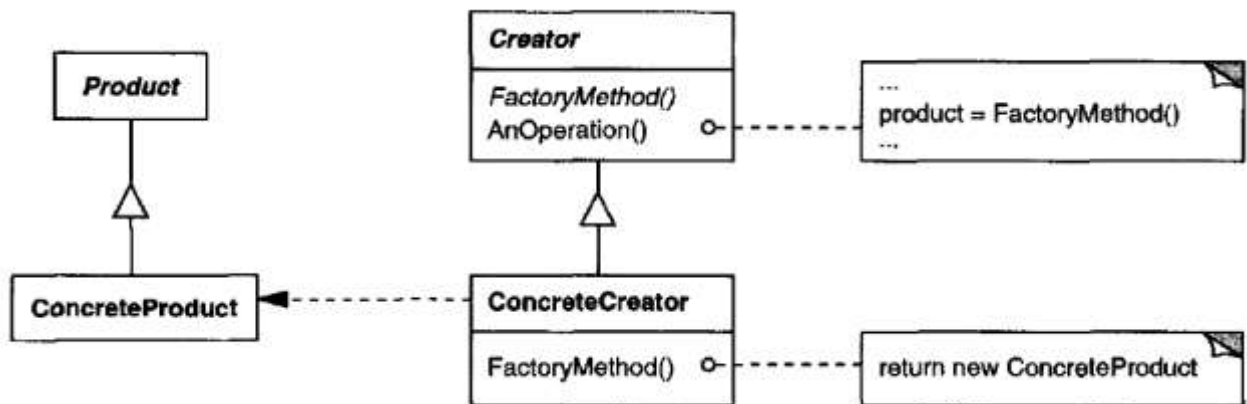 Product
ConcreteProduct
Creator
FactoryMethod()
AnOperation()
...
product = FactoryMethod()
...
ConcreteCreator
FactoryMethod()
return new ConcreteProduct